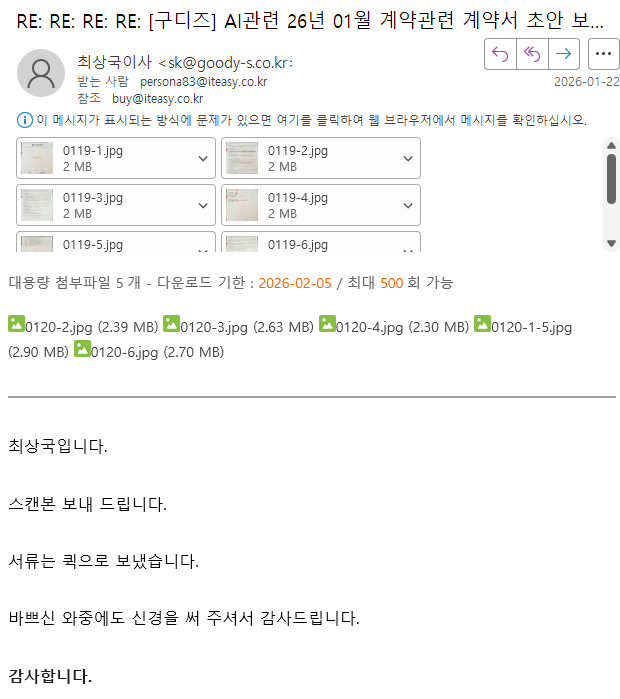 RE: RE: RE: RE: [구디즈] AI관련 26년 01월 계약관련 계약서 초안 보...
최상국이사 <sk@goody-s.co.kr>
받는 사람 persona83@iteasy.co.kr
2026-01-22
참조 buy@iteasy.co.kr
이 메시지가 표시되는 방식에 문제가 있으면 여기를 클릭하여 웹 브라우저에서 메시지를 확인하십시오.
0119-1.jpg 0119-2.jpg
2 MB 2 MB
0119-3.jpg 0119-4.jpg
2 MB 2 MB
0119-5.jpg 0119-6.jpg
대용량 첨부파일 5 개 - 다운로드 기한 : 2026-02-05 / 최대 500 회 가능
0120-2.jpg (2.39 MB) 0120-3.jpg (2.63 MB) 0120-4.jpg (2.30 MB) 0120-1-5.jpg
(2.90 MB) 0120-6.jpg (2.70 MB)
최상국입니다.
스캔본 보내 드립니다.
서류는 퀵으로 보냈습니다.
바쁘신 와중에도 신경을 써 주셔서 감사드립니다.
감사합니다.